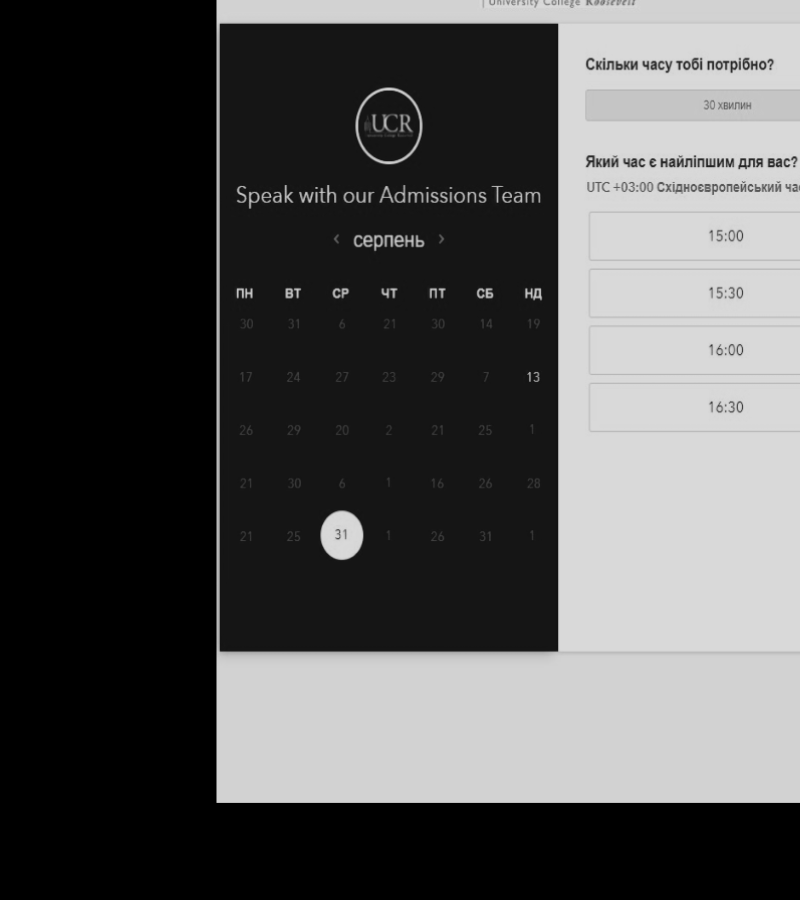 University College Roosevelt
UCR
Speak with our Admissions Team
‹ серпень ›
ПН ВТ СР ЧТ ПТ СБ НД
30 31 6 21 30 14 19
17 24 27 23 29 7 13
26 29 20 2 21 25 1
21 30 6 1 16 26 28
21 25 31 1 26 31 1
Скільки часу тобі потрібно?
30 хвилин
Який час є найліпшим для вас?
UTC +03:00 Східноєвропейський ча
15:00
15:30
16:00
16:30